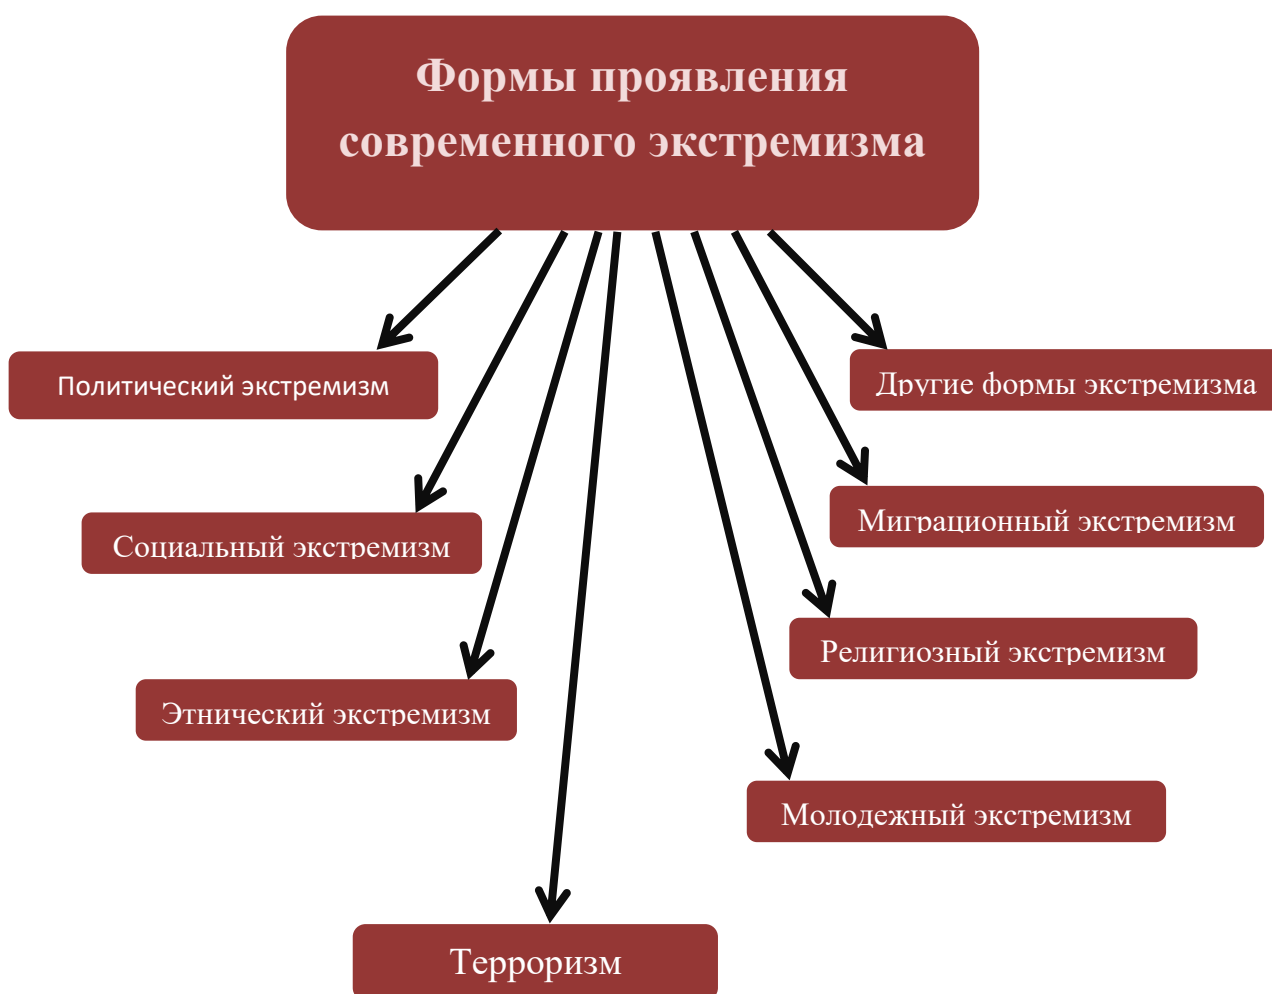 Формы проявления
современного экстремизма
Политический экстремизм
Другие формы экстремизма
Миграционный экстремизм
Социальный экстремизм
Религиозный экстремизм
Этнический экстремизм
Молодежный экстремизм
Терроризм